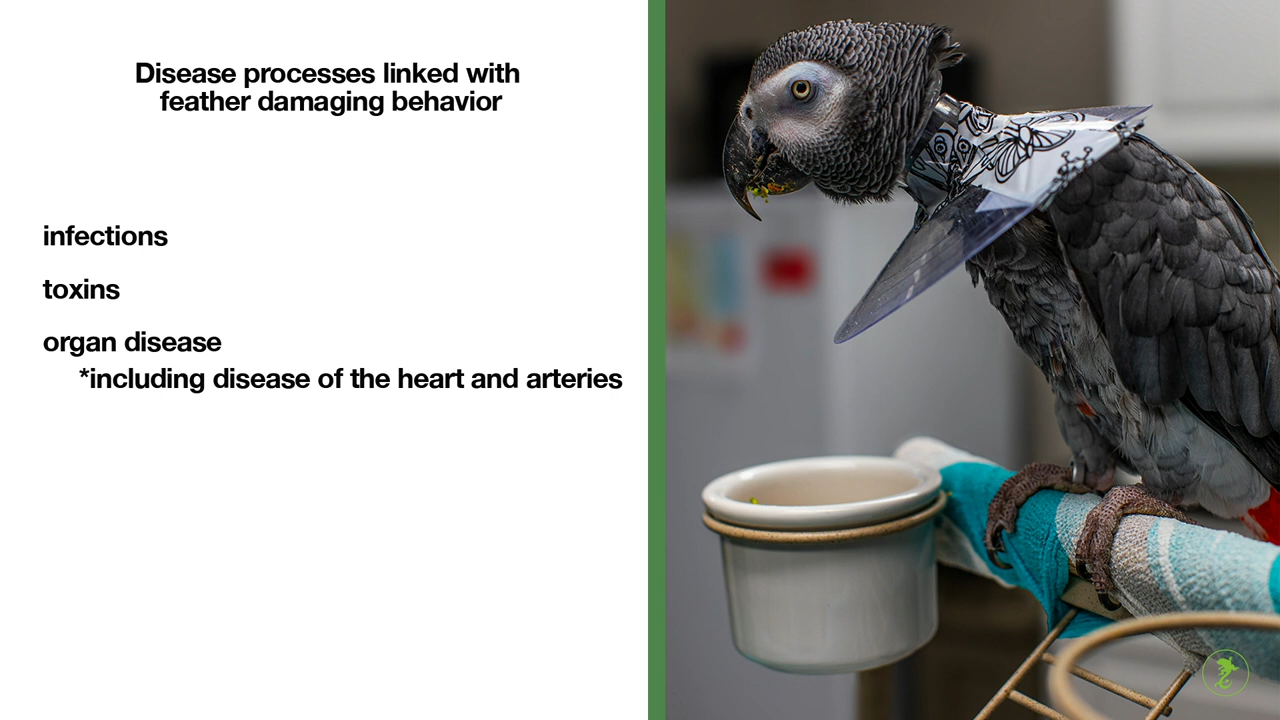 Disease processes linked with
feather damaging behavior
infections
toxins
organ disease
*including disease of the heart and arteries